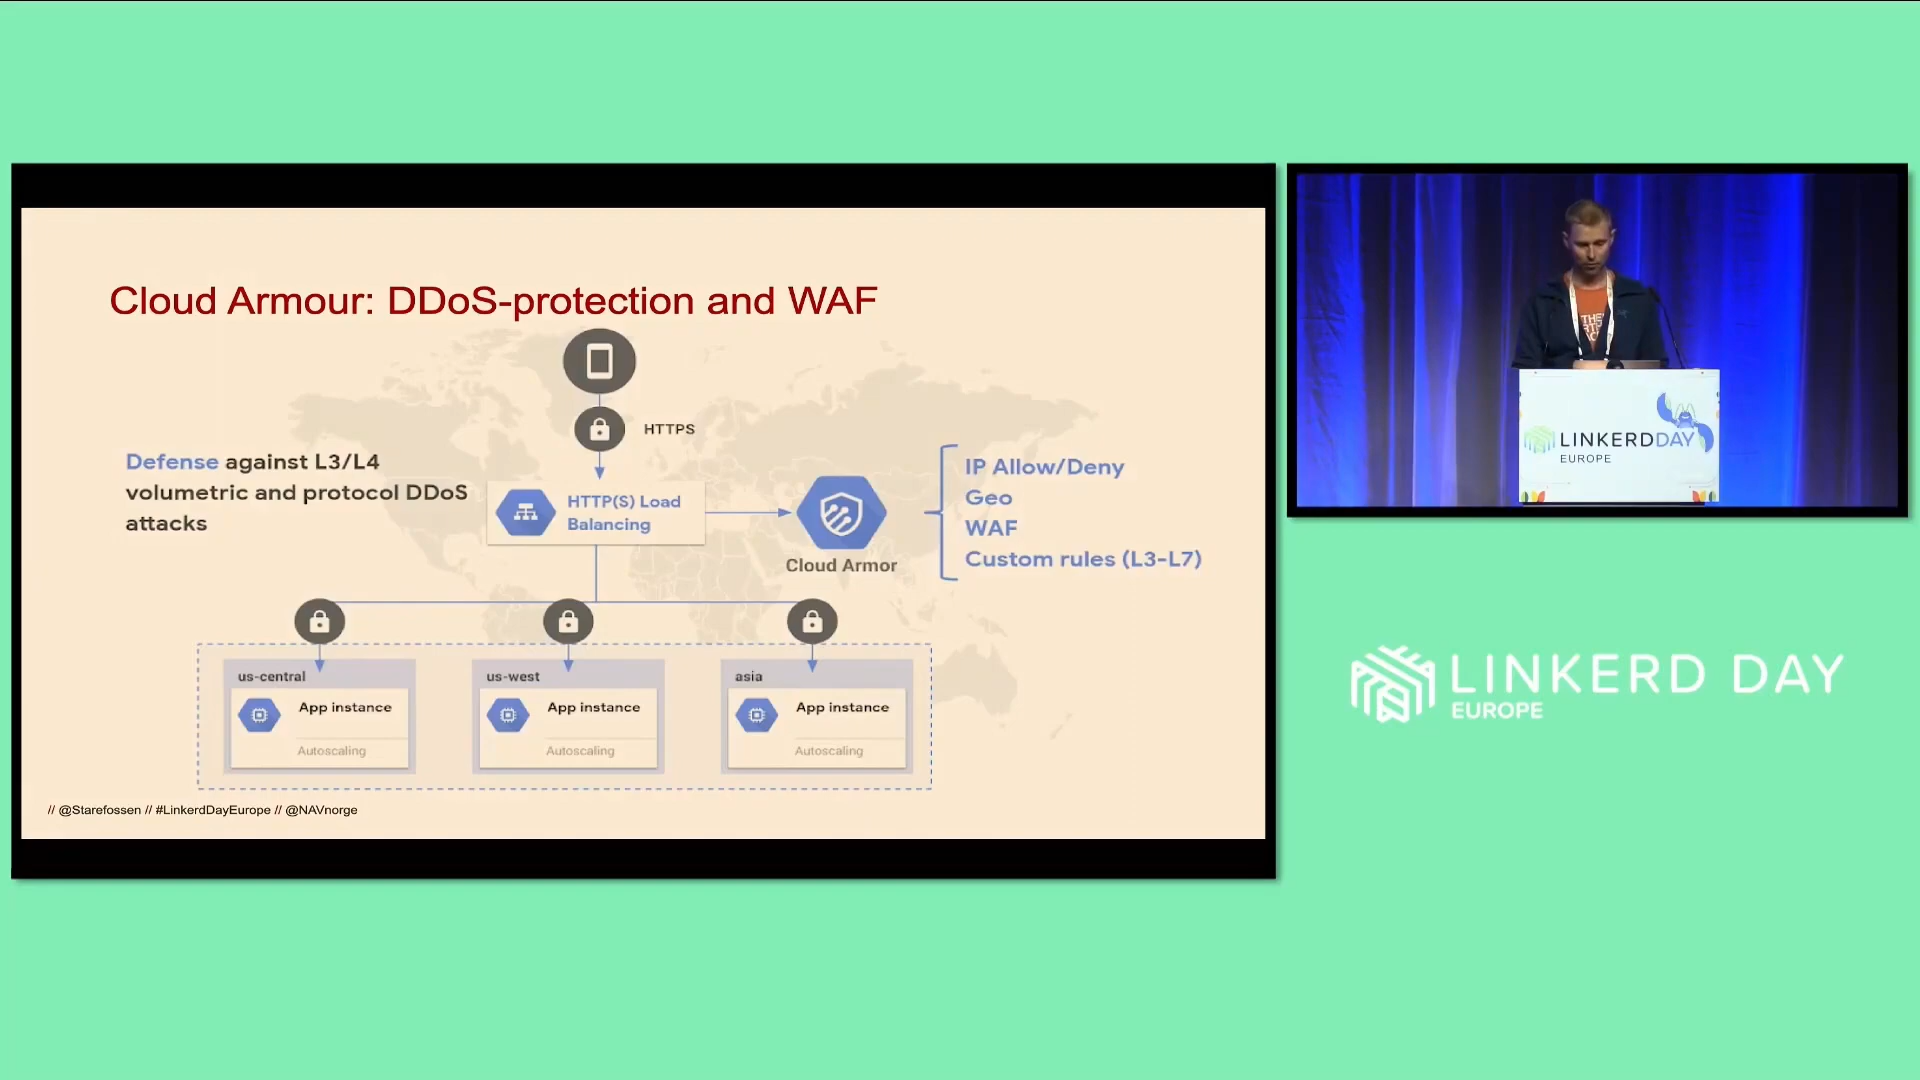 Cloud Armour: DDoS-protection and WAF
HTTPS
Defense against L3/L4
volumetric and protocol DDoS
attacks
HTTP(S) Load
Balancing
Cloud Armor
IP Allow/Deny
Geo
WAF
Custom rules (L3-L7)
us-central
App instance
Autoscaling
us-west
App instance
Autoscaling
asia
App instance
Autoscaling
// @Starefossen // #LinkerdDayEurope // @NAVnorge
LINKERDDAY
EUROPE
LINKERD DAY
EUROPE